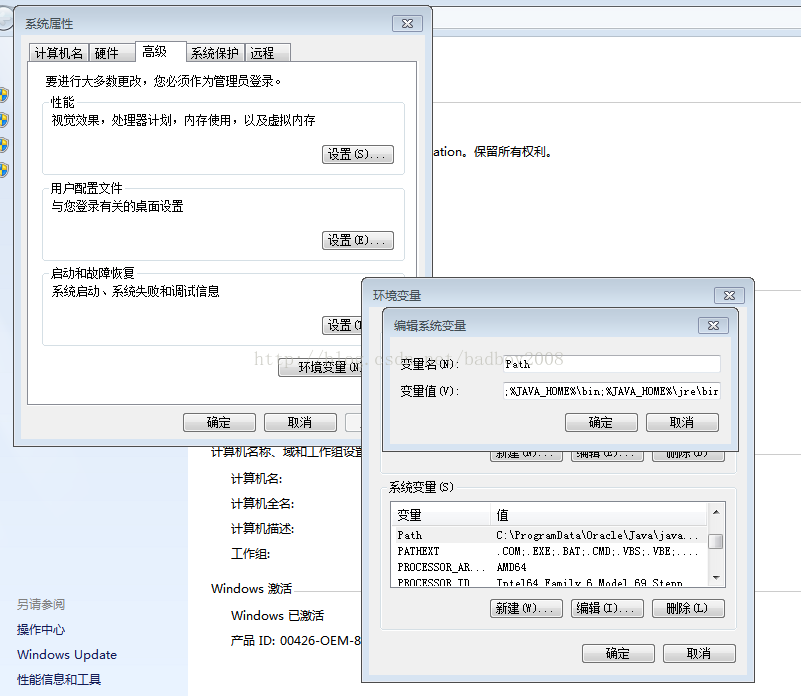 系统属性
计算机名
硬件
高级
系统保护
远程
要进行大多数更改，您必须作为管理员登录。
性能
视觉效果，处理器计划，内存使用，以及虚拟内存
设置(S)...
用户配置文件
与您登录有关的桌面设置
设置(E)...
启动和故障恢复
系统启动、系统失败和调试信息
设置
环境变量(N)
确定
取消
ation。保留所有权利。
环境变量
编辑系统变量
变量名(N):
Path
变量值(V):
;%JAVA_HOME%\bin;%JAVA_HOME%\jre\bin
确定
取消
新建(N)...
编辑(E)...
删除(D)
系统变量(S)
变量 值
Path C:\ProgramData\Oracle\Java\java...
PATHEXT .COM;.EXE;.BAT;.CMD;.VBS;.VBE;....
PROCESSOR_AR... AMD64
PROCESSOR_ID Intel64 Family 6 Model 69 Stepp
新建(W)...
编辑(I)...
删除(L)
确定
取消
计算机名称、域和工作组设置
计算机名:
计算机全名:
计算机描述:
工作组:
Windows 激活
Windows 已激活
产品 ID: 00426-OEM-8
另请参阅
操作中心
Windows Update
性能信息和工具
http://blog.csdn.net/badboy2008